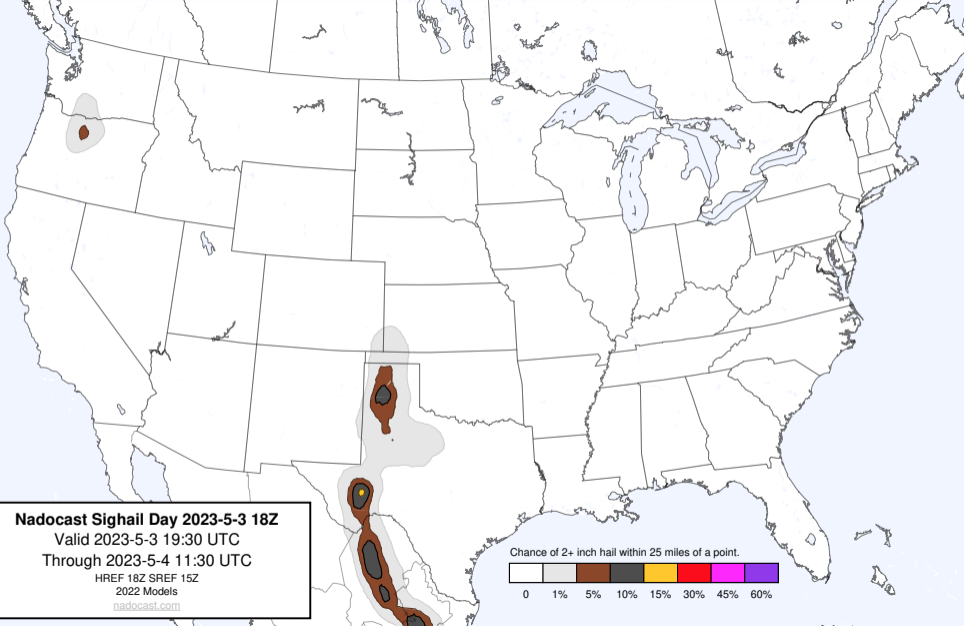 Nadocast Sighail Day 2023-5-3 18Z
Valid 2023-5-3 19:30 UTC
Through 2023-5-4 11:30 UTC
HREF 18Z SREF 15Z
2022 Models
nadocast.com
Chance of 2+ inch hail within 25 miles of a point.
0 1% 5% 10% 15% 30% 45% 60%